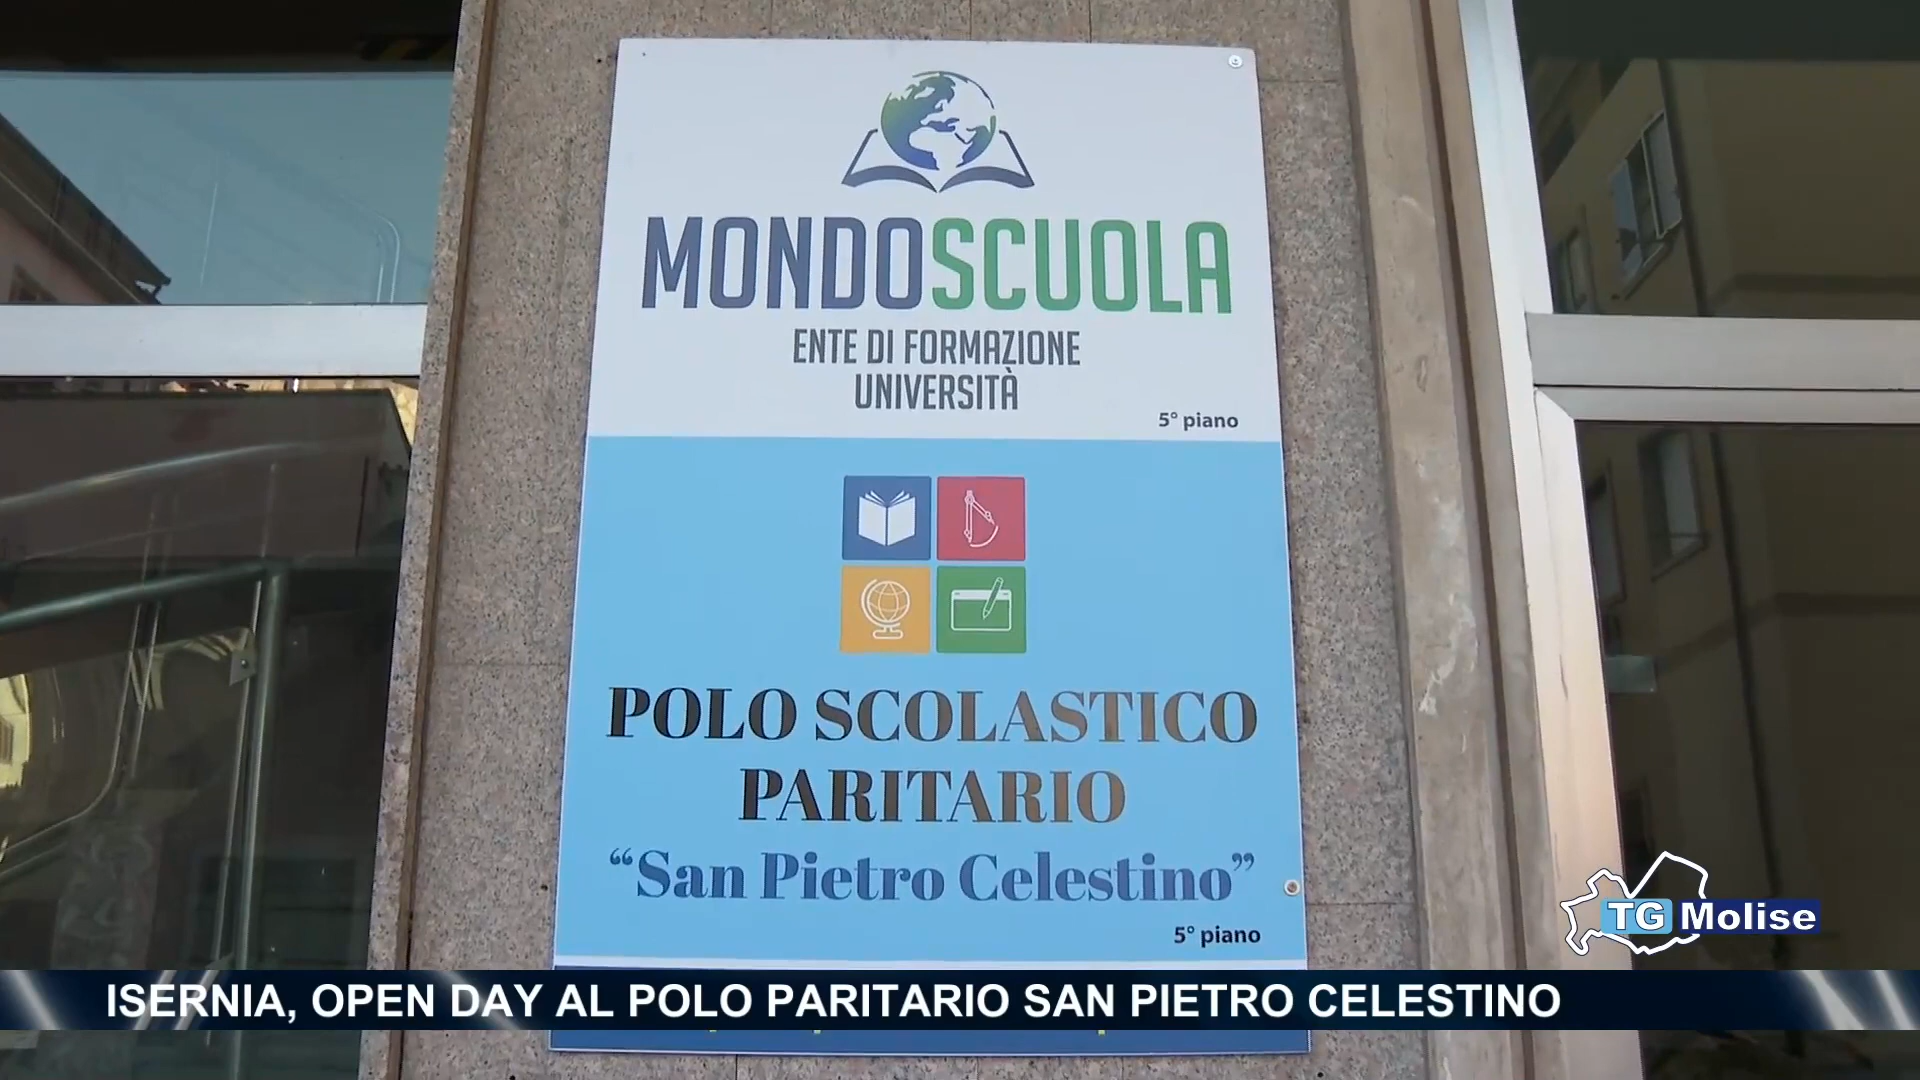 MONDOSCUOLA
ENTE DI FORMAZIONE
UNIVERSITÀ
5° piano
POLO SCOLASTICO
PARITARIO
“San Pietro Celestino”
5° piano
TG Molise
ISERNIA, OPEN DAY AL POLO PARITARIO SAN PIETRO CELESTINO